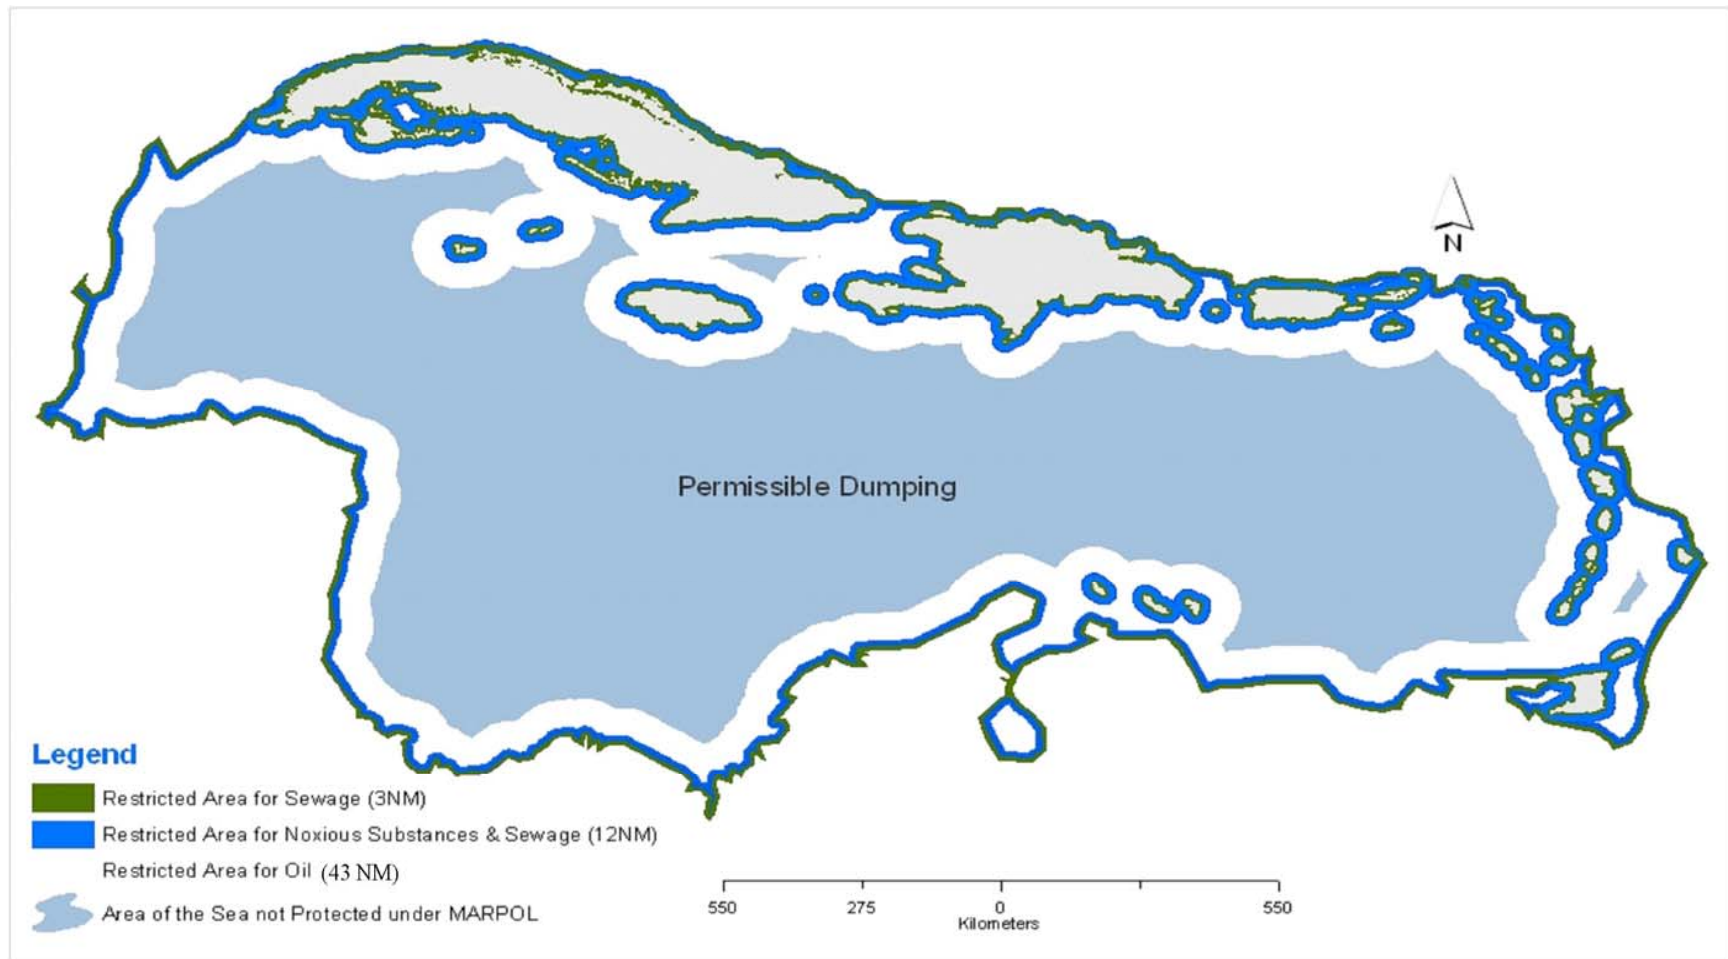 N
Permissible Dumping
Legend
Restricted Area for Sewage (3NM)
Restricted Area for Noxious Substances & Sewage (12NM)
Restricted Area for Oil (43 NM)
Area of the Sea not Protected under MARPOL
550 275 0 550
Kilometers